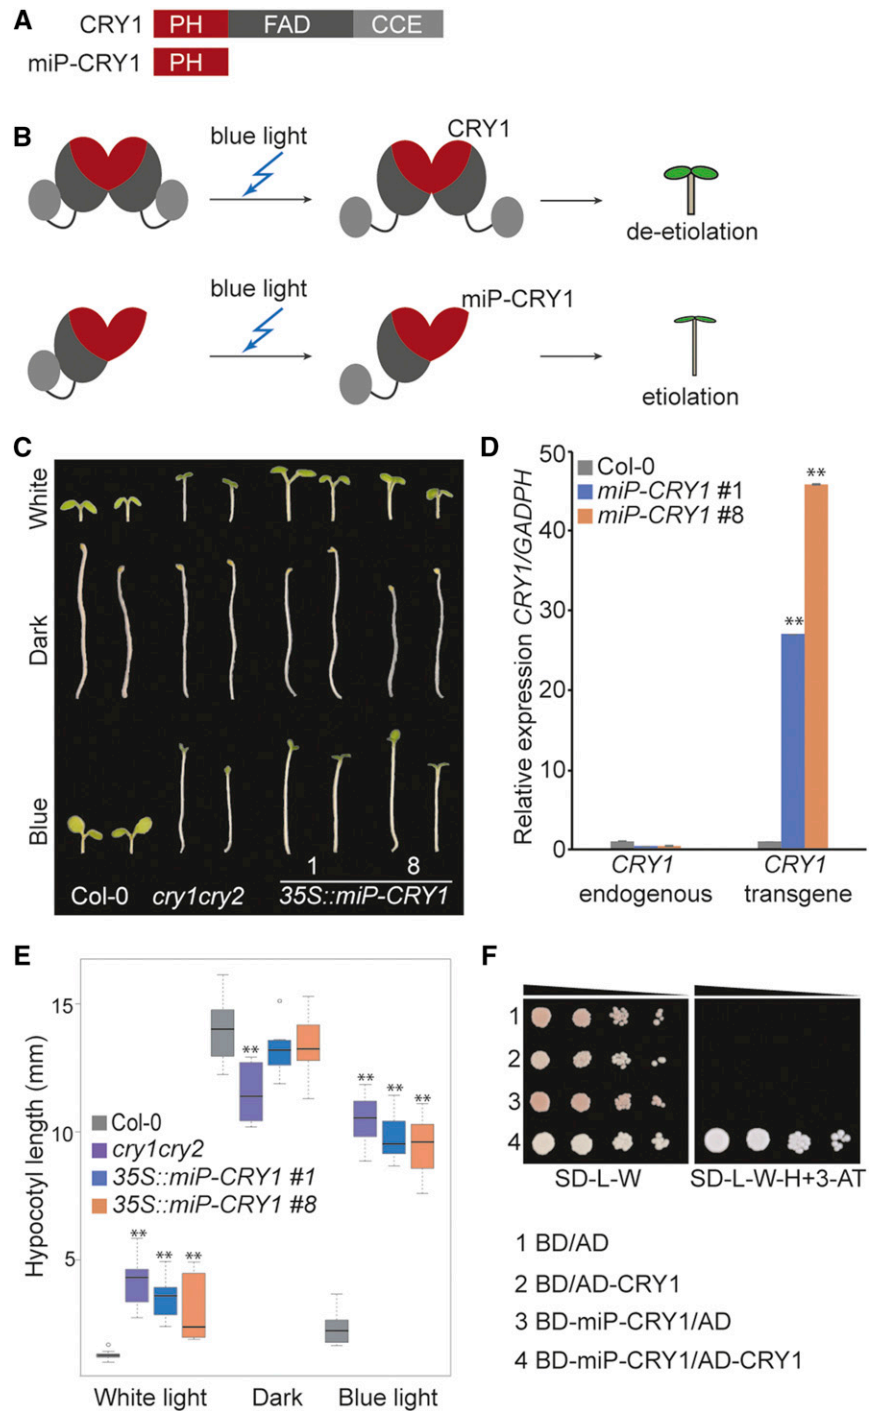 A
CRY1 PH FAD CCE
miP-CRY1 PH
B
blue light
CRY1
de-etiolation
blue light
miP-CRY1
etiolation
C
White
Dark
Blue
1 8
Col-0 cry1cry2 35S::miP-CRY1
D
Relative expression CRY1/GADPH
50
40
30
20
10
0
Col-0
miP-CRY1 #1
miP-CRY1 #8
**
**
CRY1 CRY1
endogenous transgene
E
Hypocotyl length (mm)
15
10
5
Col-0
cry1cry2
35S::miP-CRY1 #1
35S::miP-CRY1 #8
** ** **
**
** ** **
White light Dark Blue light
F
1
2
3
4
SD-L-W SD-L-W-H+3-AT
1 BD/AD
2 BD/AD-CRY1
3 BD-miP-CRY1/AD
4 BD-miP-CRY1/AD-CRY1